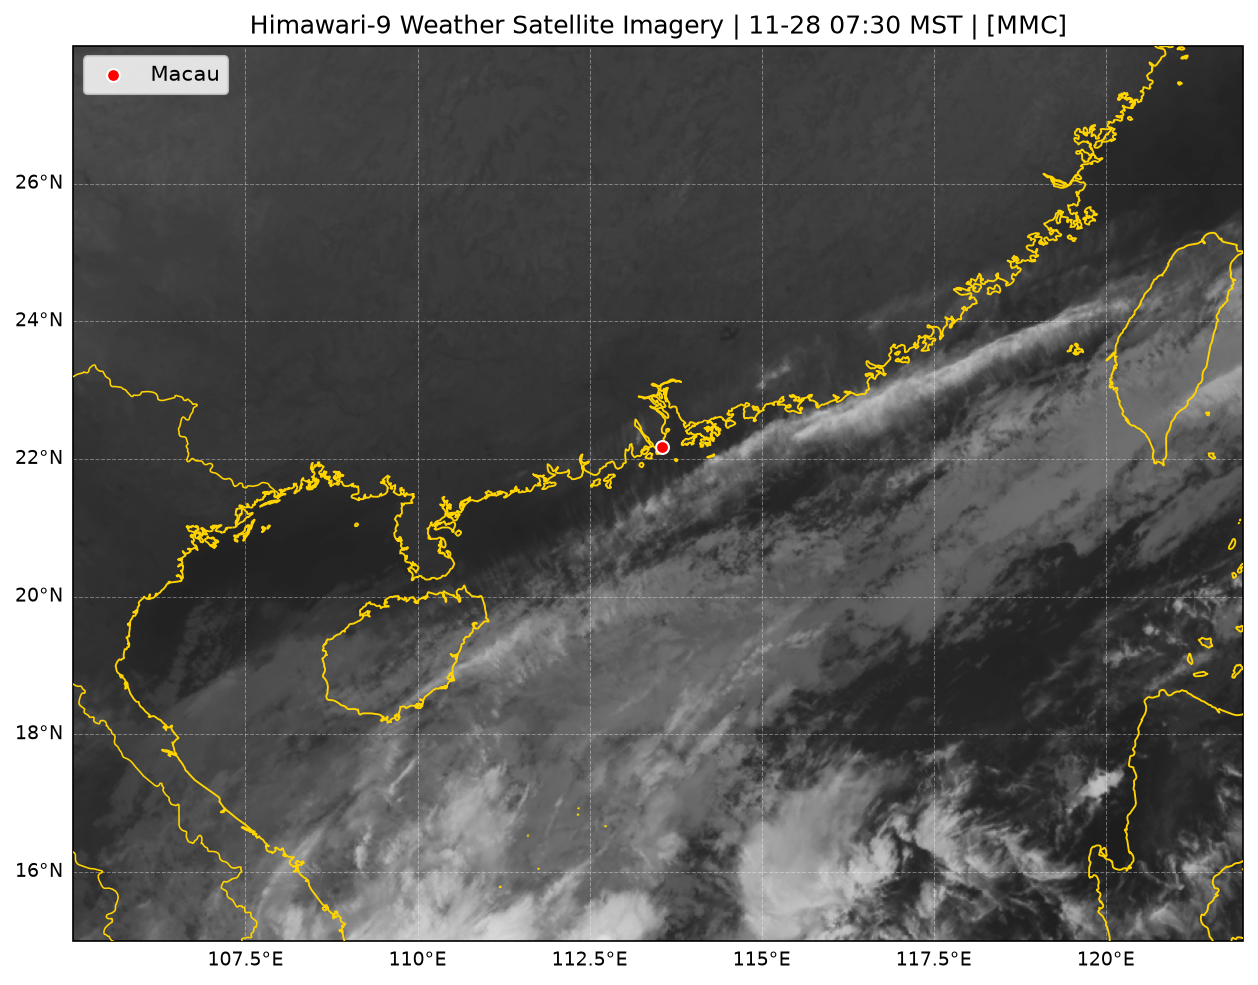 Himawari-9 Weather Satellite Imagery | 11-28 07:30 MST | [MMC]
Macau
26°N
24°N
22°N
20°N
18°N
16°N
107.5°E 110°E 112.5°E 115°E 117.5°E 120°E